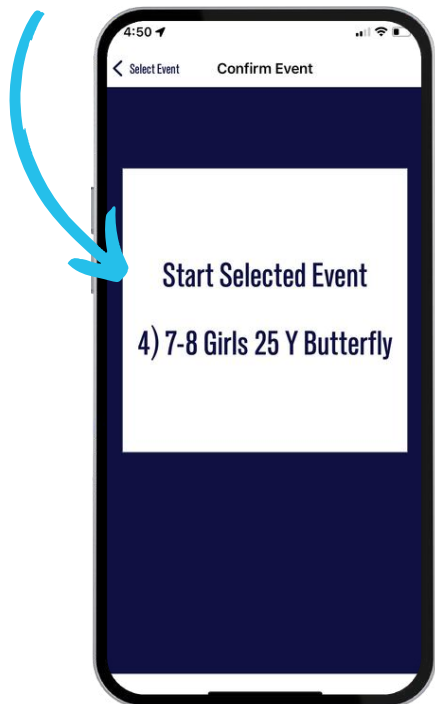 4:50
Select Event Confirm Event
Start Selected Event
4) 7-8 Girls 25 Y Butterfly